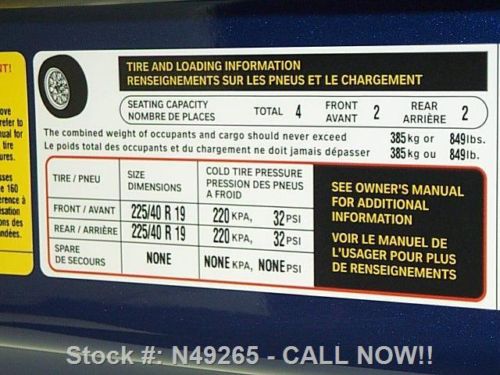 TIRE AND LOADING INFORMATION
RENSEIGNEMENTS SUR LES PNEUS ET LE CHARGEMENT
SEATING CAPACITY
NOMBRE DE PLACES
TOTAL 4
FRONT
AVANT 2
REAR
ARRIÈRE 2
The combined weight of occupants and cargo should never exceed 385 kg or 849 lbs.
Le poids total des occupants et du chargement ne doit jamais dépasser 385 kg ou 849 lb.
TIRE / PNEU
SIZE
DIMENSIONS
COLD TIRE PRESSURE
PRESSION DES PNEUS
A FROID
FRONT / AVANT 225/40 R 19 220 KPA, 32 PSI
REAR / ARRIÈRE 225/40 R 19 220 KPA, 32 PSI
SPARE
DE SECOURS NONE NONE KPA, NONE PSI
SEE OWNER'S MANUAL
FOR ADDITIONAL
INFORMATION
VOIR LE MANUEL DE
L'USAGER POUR PLUS
DE RENSEIGNEMENTS
refer to
tire
160
Stock #: N49265 - CALL NOW!!